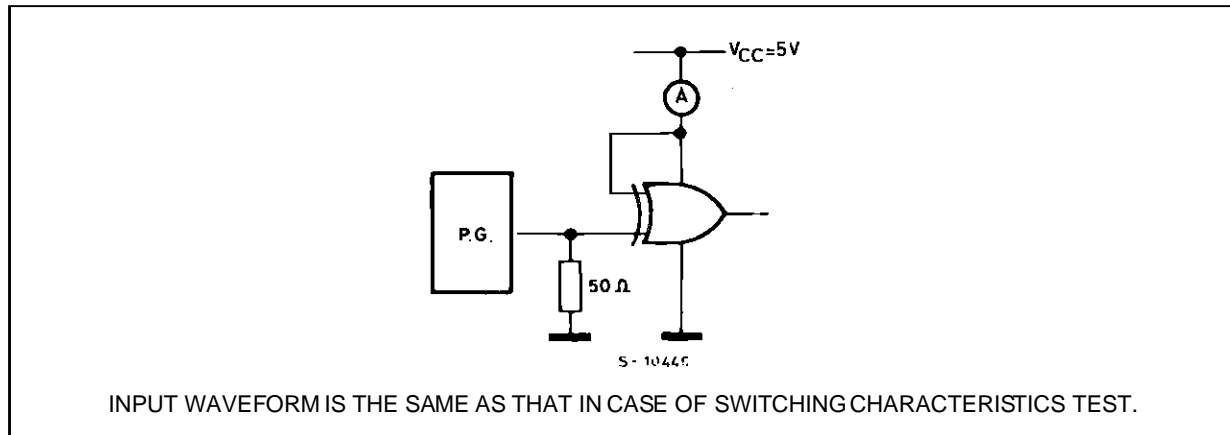 VCC=5V
A
P.G.
50 Ω
INPUT WAVEFORM IS THE SAME AS THAT IN CASE OF SWITCHING CHARACTERISTICS TEST.